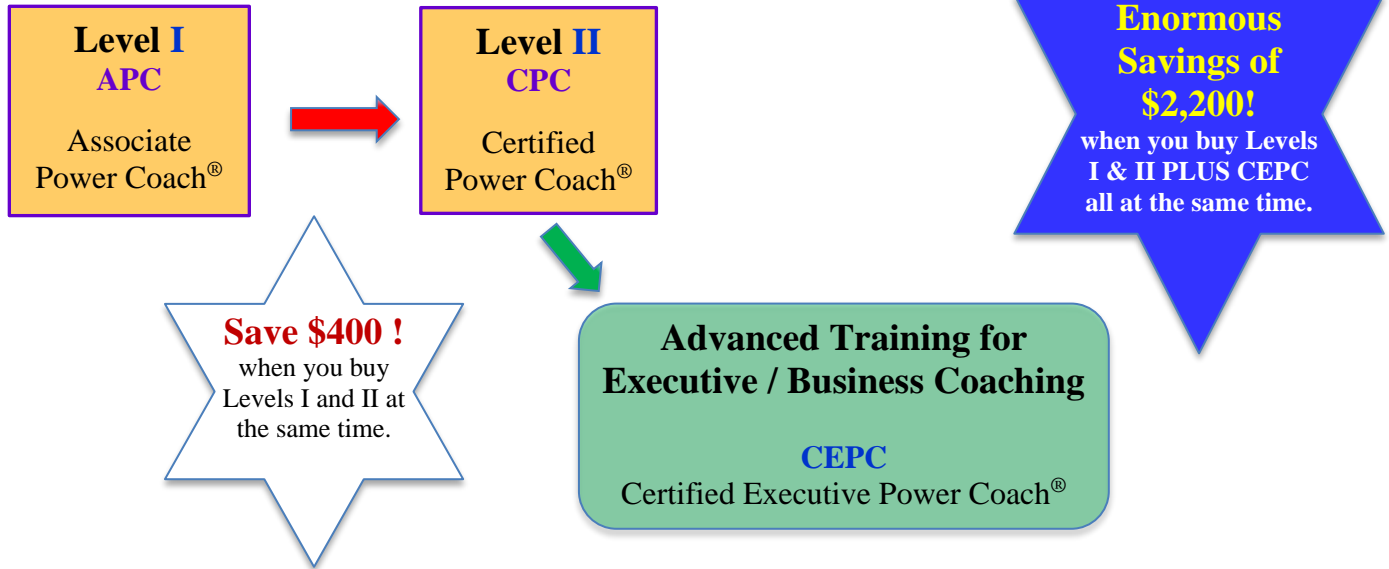 Level I
APC
Associate
Power Coach®
Level II
CPC
Certified
Power Coach®
Enormous
Savings of
$2,200!
when you buy Levels
I & II PLUS CEPC
all at the same time.
Save $400 !
when you buy
Levels I and II at
the same time.
Advanced Training for
Executive / Business Coaching
CEPC
Certified Executive Power Coach®